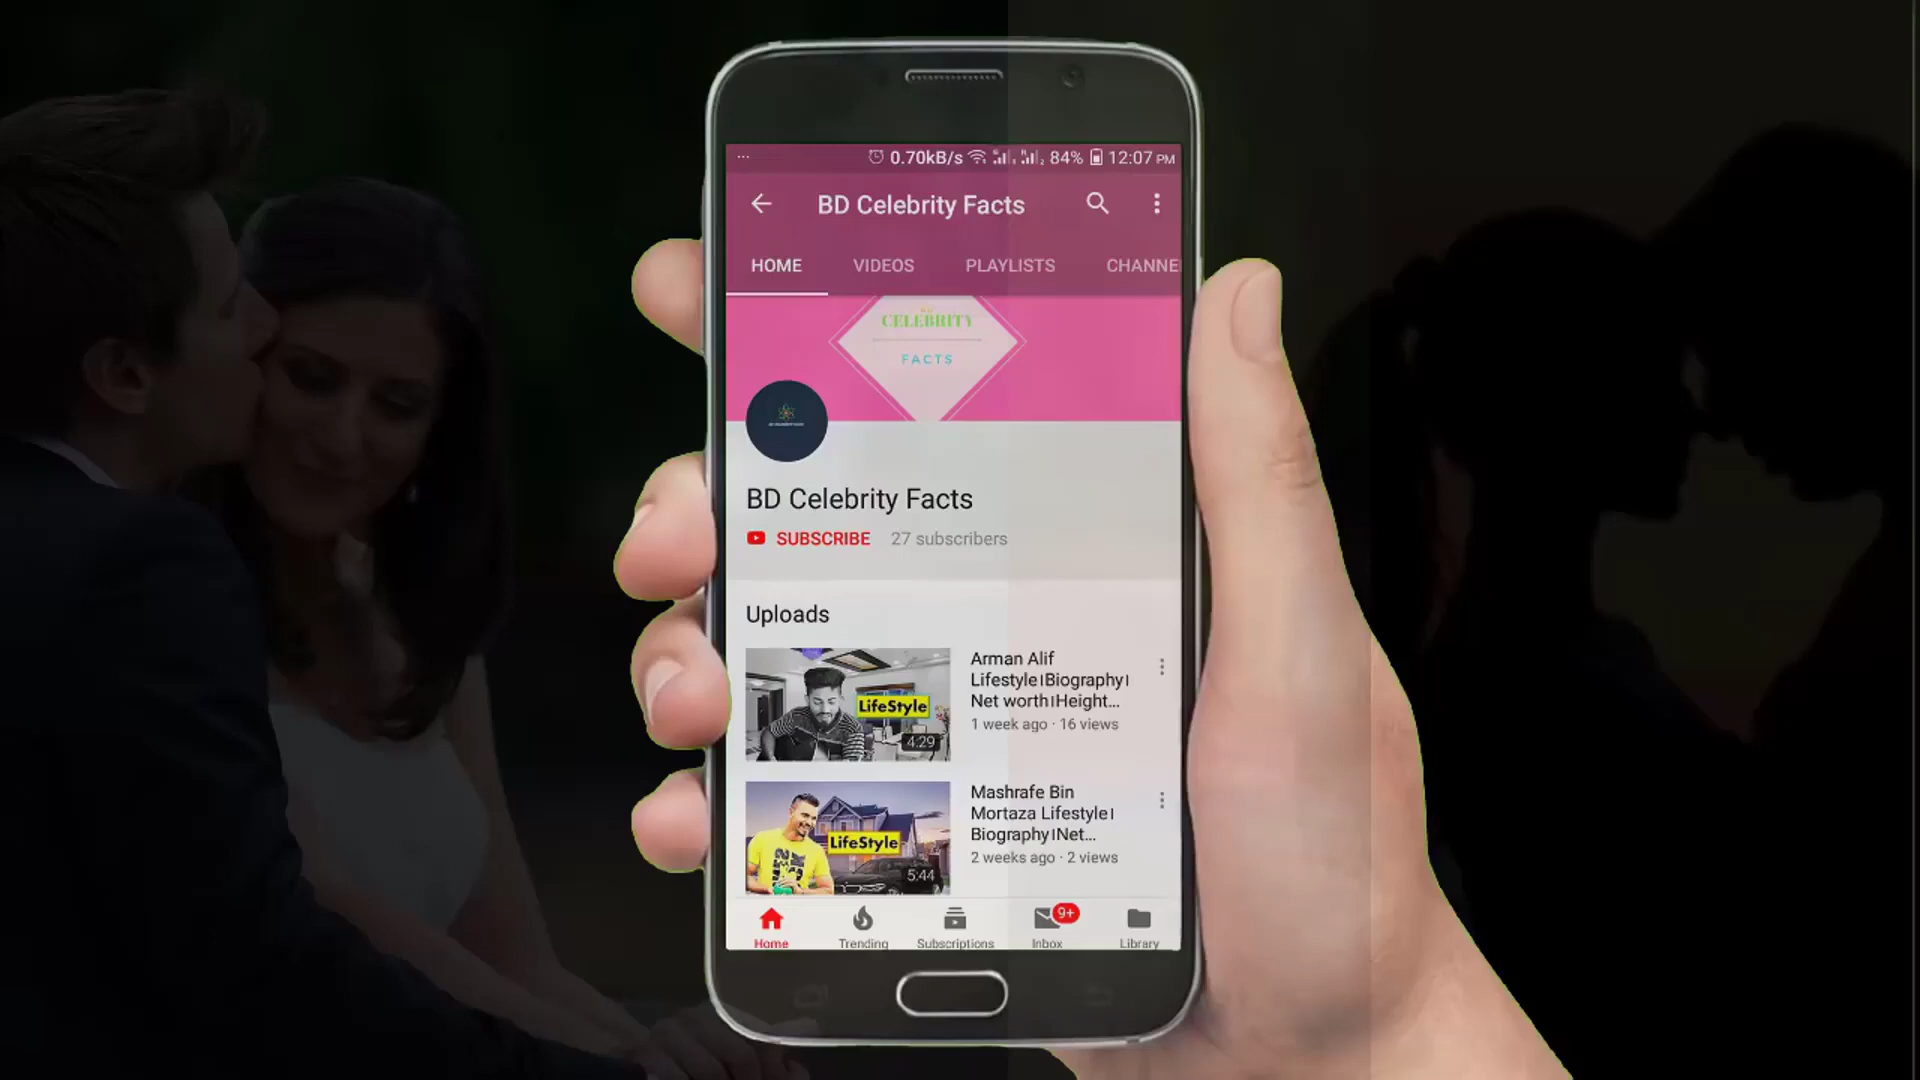 0.70kB/s 84% 12:07 PM
BD Celebrity Facts
HOME VIDEOS PLAYLISTS CHANNE
CELEBRITY
FACTS
BD Celebrity Facts
SUBSCRIBE 27 subscribers
Uploads
Arman Alif
Lifestyle।Biography।
Net worth।Height...
1 week ago · 16 views
LifeStyle
4:29
Mashrafe Bin
Mortaza Lifestyle।
Biography।Net...
2 weeks ago · 2 views
LifeStyle
5:44
9+
Home Trending Subscriptions Inbox Library